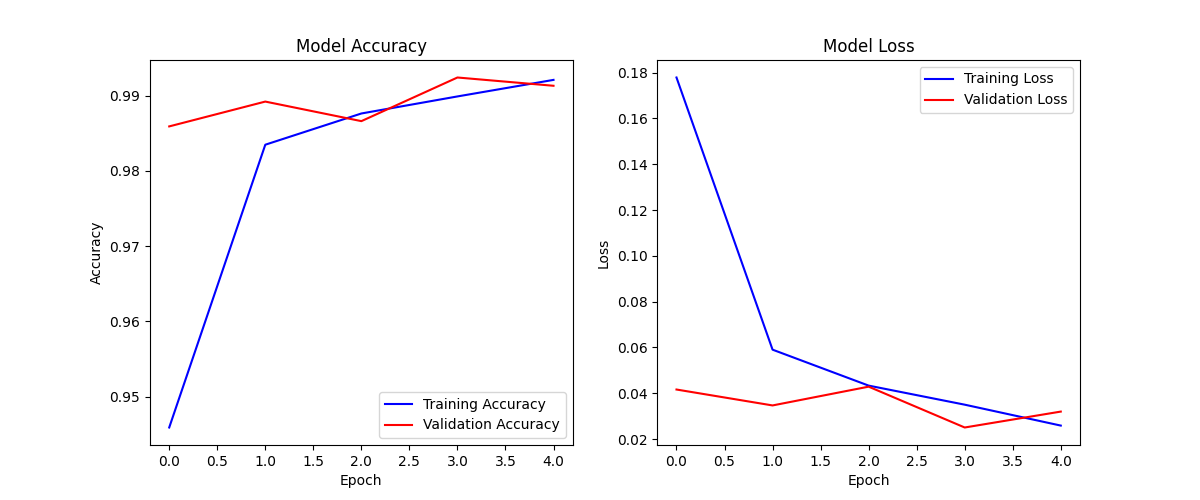 Model Accuracy
Accuracy
0.99
0.98
0.97
0.96
0.95
0.0 0.5 1.0 1.5 2.0 2.5 3.0 3.5 4.0
Epoch
Training Accuracy
Validation Accuracy
Model Loss
Loss
0.18
0.16
0.14
0.12
0.10
0.08
0.06
0.04
0.02
0.0 0.5 1.0 1.5 2.0 2.5 3.0 3.5 4.0
Epoch
Training Loss
Validation Loss